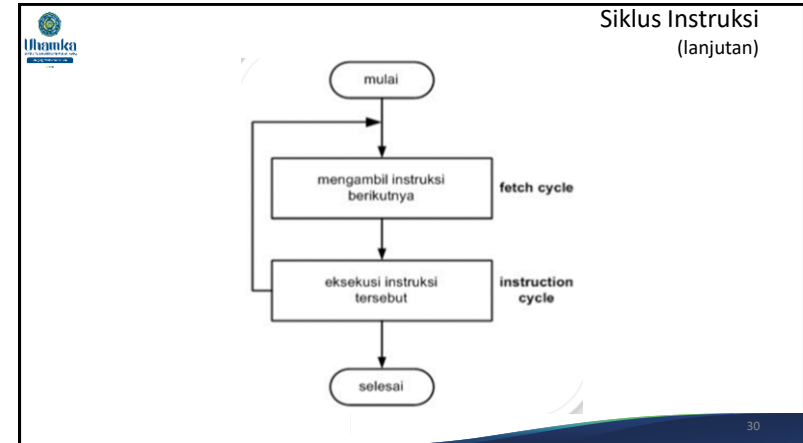 Siklus Instruksi
(lanjutan)
Uhamka
mulai
mengambil instruksi
berikutnya
fetch cycle
eksekusi instruksi
tersebut
instruction
cycle
selesai
30